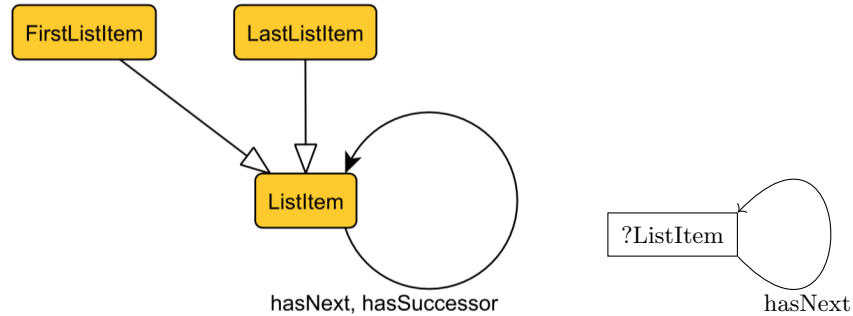 FirstListItem
LastListItem
ListItem
hasNext, hasSuccessor
?ListItem
hasNext